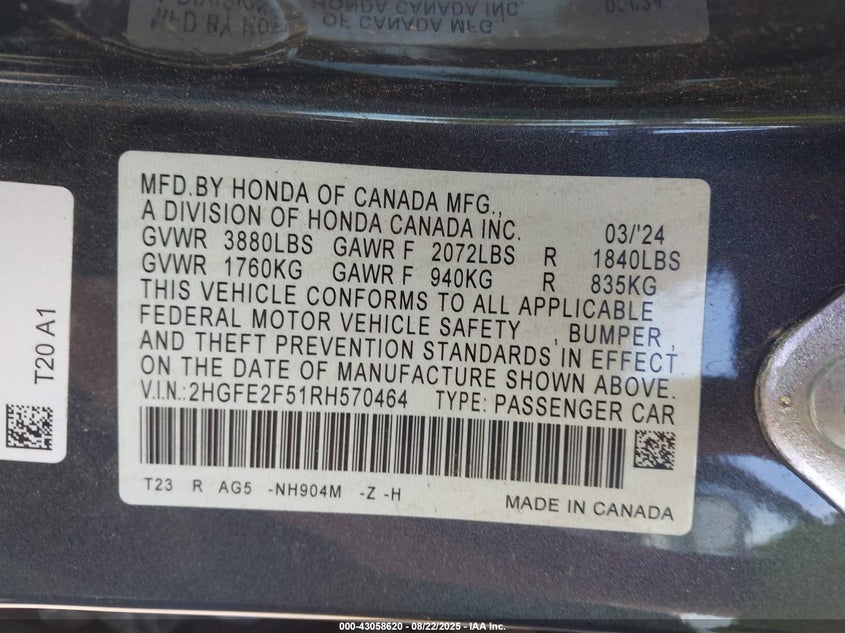 MFD.BY HONDA OF CANADA MFG.,
A DIVISION OF HONDA CANADA INC. 03/'24
GVWR 3880LBS GAWR F 2072LBS R 1840LBS
GVWR 1760KG GAWR F 940KG R 835KG
THIS VEHICLE CONFORMS TO ALL APPLICABLE
FEDERAL MOTOR VEHICLE SAFETY , BUMPER ,
AND THEFT PREVENTION STANDARDS IN EFFECT
ON THE DATE OF MANUFACTURE SHOWN ABOVE.
V.I.N.:2HGFE2F51RH570464 TYPE: PASSENGER CAR
T23 R AG5 -NH904M -Z -H
MADE IN CANADA
T20 A1
000-43058620 - 08/22/2025 - IAA Inc.